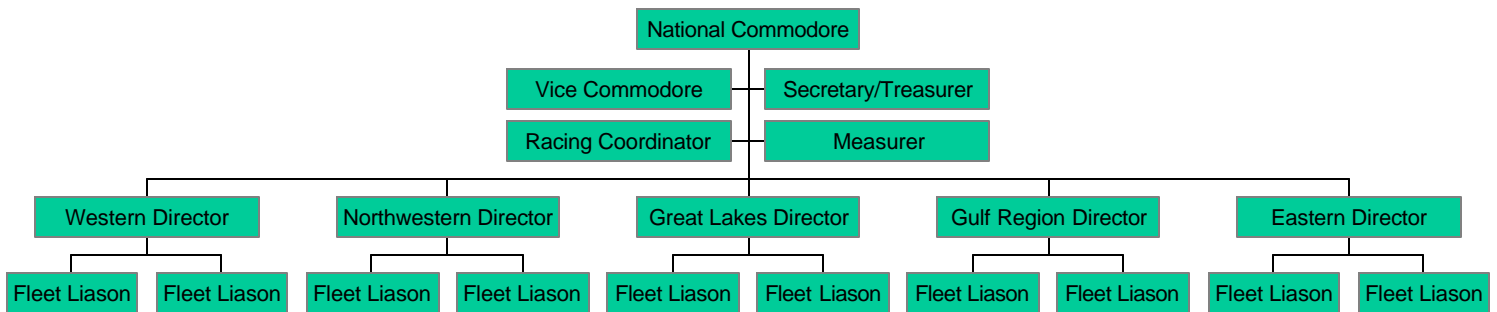 National Commodore
Vice Commodore
Secretary/Treasurer
Racing Coordinator
Measurer
Western Director
Northwestern Director
Great Lakes Director
Gulf Region Director
Eastern Director
Fleet Liason
Fleet Liason
Fleet Liason
Fleet Liason
Fleet Liason
Fleet Liason
Fleet Liason
Fleet Liason
Fleet Liason
Fleet Liason